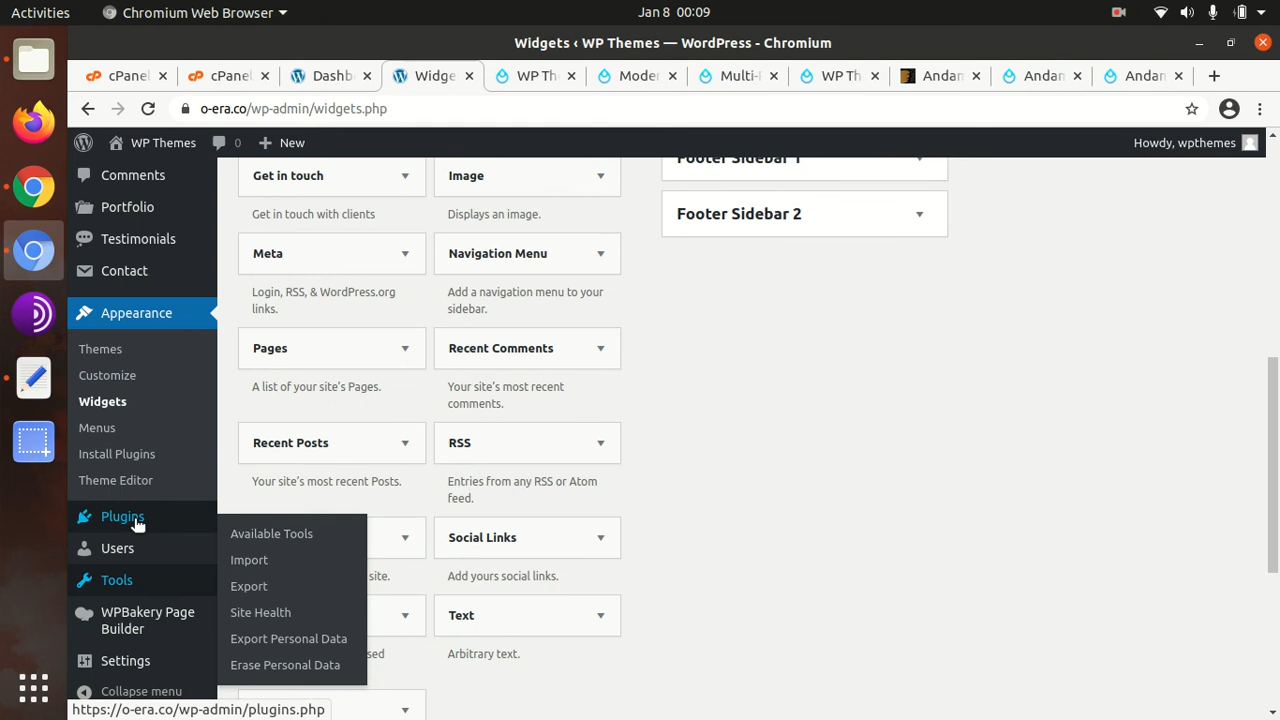 Activities
Chromium Web Browser
Jan 8 00:09
Widgets ‹ WP Themes — WordPress - Chromium
cPanel
cPanel
Dashb
Widge
WP Th
Moder
Multi-F
WP Th
Andam
Andam
Andam
o-era.co/wp-admin/widgets.php
WP Themes
0
New
Howdy, wpthemes
Comments
Portfolio
Testimonials
Contact
Appearance
Themes
Customize
Widgets
Menus
Install Plugins
Theme Editor
Plugins
Users
Tools
WPBakery Page
Builder
Settings
Collapse menu
Available Tools
Import
Export
Site Health
Export Personal Data
Erase Personal Data
Get in touch
Get in touch with clients
Image
Displays an image.
Meta
Login, RSS, & WordPress.org
links.
Navigation Menu
Add a navigation menu to your
sidebar.
Pages
A list of your site's Pages.
Recent Comments
Your site's most recent
comments.
Recent Posts
Your site's most recent Posts.
RSS
Entries from any RSS or Atom
feed.
site.
Social Links
Add yours social links.
Text
Arbitrary text.
Footer Sidebar 1
Footer Sidebar 2
https://o-era.co/wp-admin/plugins.php